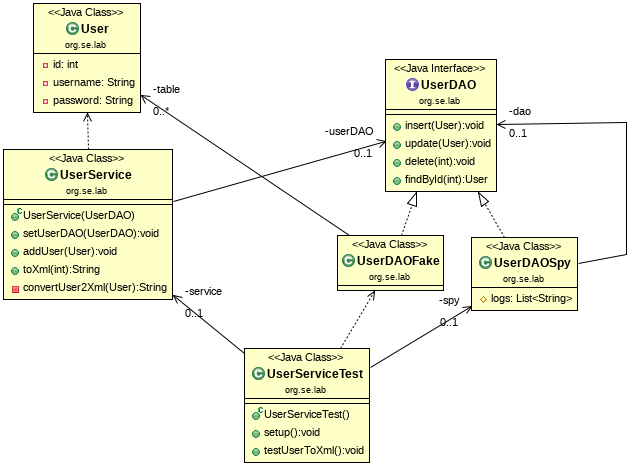 <<Java Class>>
User
org.se.lab
id: int
username: String
password: String
-table
0..*
<<Java Interface>>
UserDAO
org.se.lab
insert(User):void
update(User):void
delete(int):void
findById(int):User
-dao
0..1
-userDAO
0..1
<<Java Class>>
UserService
org.se.lab
UserService(UserDAO)
setUserDAO(UserDAO):void
addUser(User):void
toXml(int):String
convertUser2Xml(User):String
<<Java Class>>
UserDAOFake
org.se.lab
<<Java Class>>
UserDAOSpy
org.se.lab
logs: List<String>
-service
0..1
-spy
0..1
<<Java Class>>
UserServiceTest
org.se.lab
UserServiceTest()
setup():void
testUserToXml():void